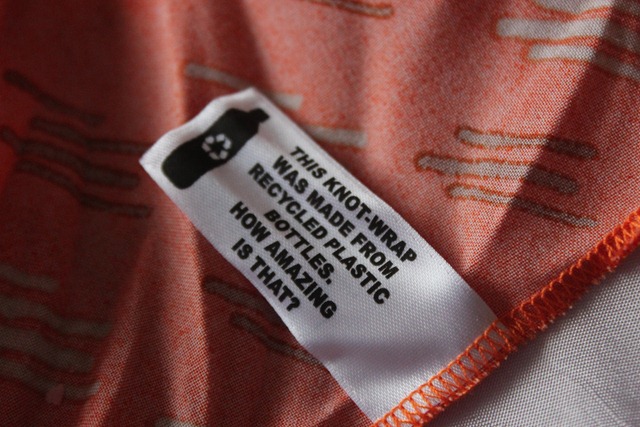 THIS KNOT-WRAP
WAS MADE FROM
RECYCLED PLASTIC
BOTTLES.
HOW AMAZING
IS THAT?